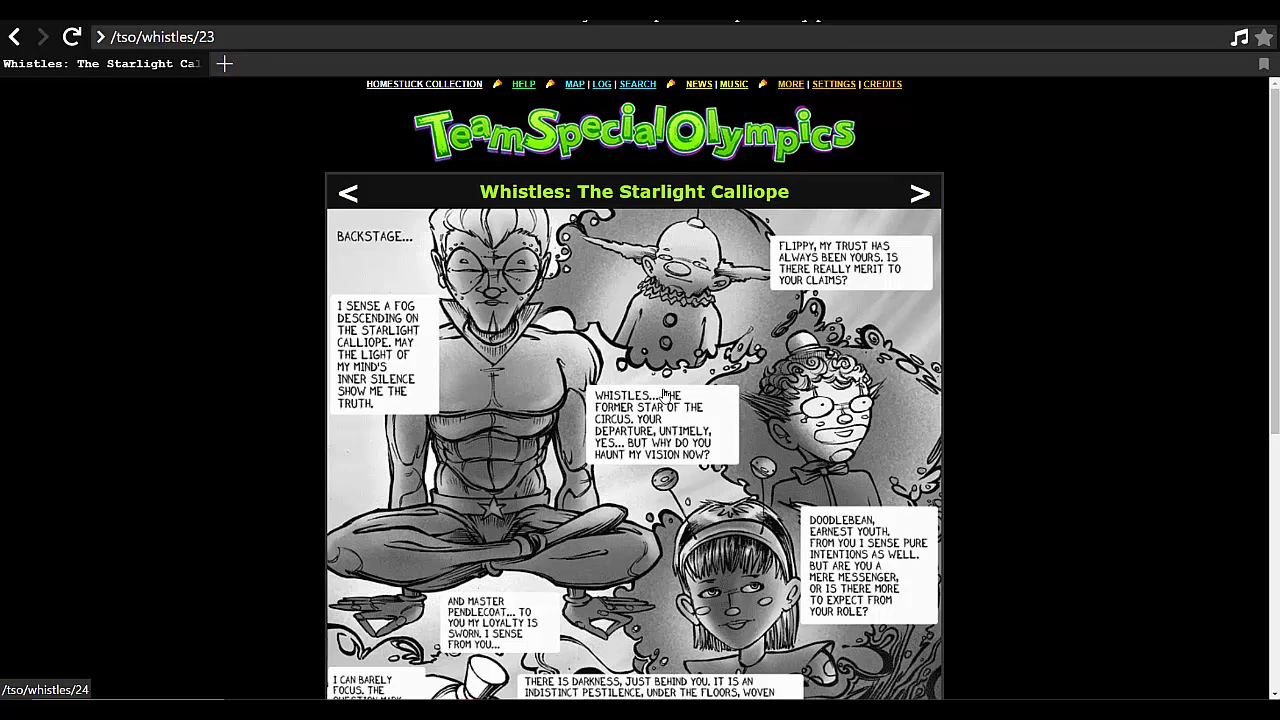 /tso/whistles/23
Whistles: The Starlight Cal
HOMESTUCK COLLECTION HELP MAP | LOG | SEARCH NEWS | MUSIC MORE | SETTINGS | CREDITS
TeamSpecialOlympics
< Whistles: The Starlight Calliope >
BACKSTAGE...
I SENSE A FOG
DESCENDING ON
THE STARLIGHT
CALLIOPE. MAY
THE LIGHT OF
MY MIND'S
INNER SILENCE
SHOW ME THE
TRUTH.
FLIPPY, MY TRUST HAS
ALWAYS BEEN YOURS. IS
THERE REALLY MERIT TO
YOUR CLAIMS?
WHISTLES... THE
FORMER STAR OF THE
CIRCUS. YOUR
DEPARTURE, UNTIMELY,
YES... BUT WHY DO YOU
HAUNT MY VISION NOW?
DOODLEBEAN,
EARNEST YOUTH.
FROM YOU I SENSE PURE
INTENTIONS AS WELL.
BUT ARE YOU A
MERE MESSENGER,
OR IS THERE MORE
TO EXPECT FROM
YOUR ROLE?
AND MASTER
PENDLECOAT... TO
YOU MY LOYALTY IS
SWORN. I SENSE
FROM YOU...
I CAN BARELY
FOCUS. THE
QUESTION MARK
THERE IS DARKNESS, JUST BEHIND YOU. IT IS AN
INDISTINCT PESTILENCE, UNDER THE FLOORS, WOVEN
/tso/whistles/24